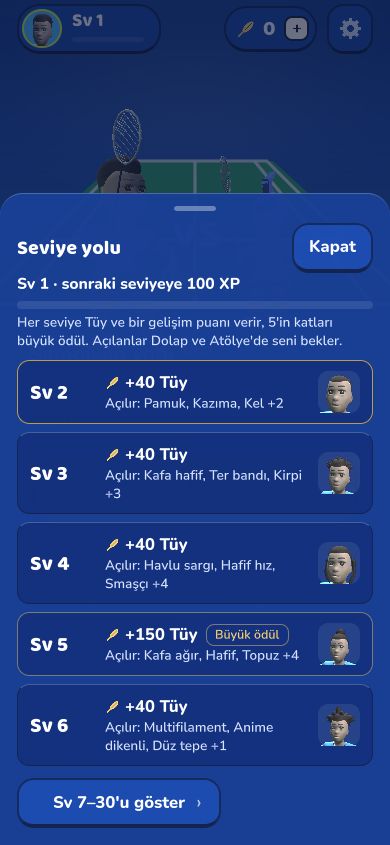 Sv 1
0
+
Seviye yolu
Kapat
Sv 1 · sonraki seviyeye 100 XP
Her seviye Tüy ve bir gelişim puanı verir, 5'in katları
büyük ödül. Açılanlar Dolap ve Atölye'de seni bekler.
Sv 2
+40 Tüy
Açılır: Pamuk, Kazıma, Kel +2
Sv 3
+40 Tüy
Açılır: Kafa hafif, Ter bandı, Kirpi
+3
Sv 4
+40 Tüy
Açılır: Havlu sargı, Hafif hız,
Smaşçı +4
Sv 5
+150 Tüy Büyük ödül
Açılır: Kafa ağır, Hafif, Topuz +4
Sv 6
+40 Tüy
Açılır: Multifilament, Anime
dikenli, Düz tepe +1
Sv 7–30'u göster ›